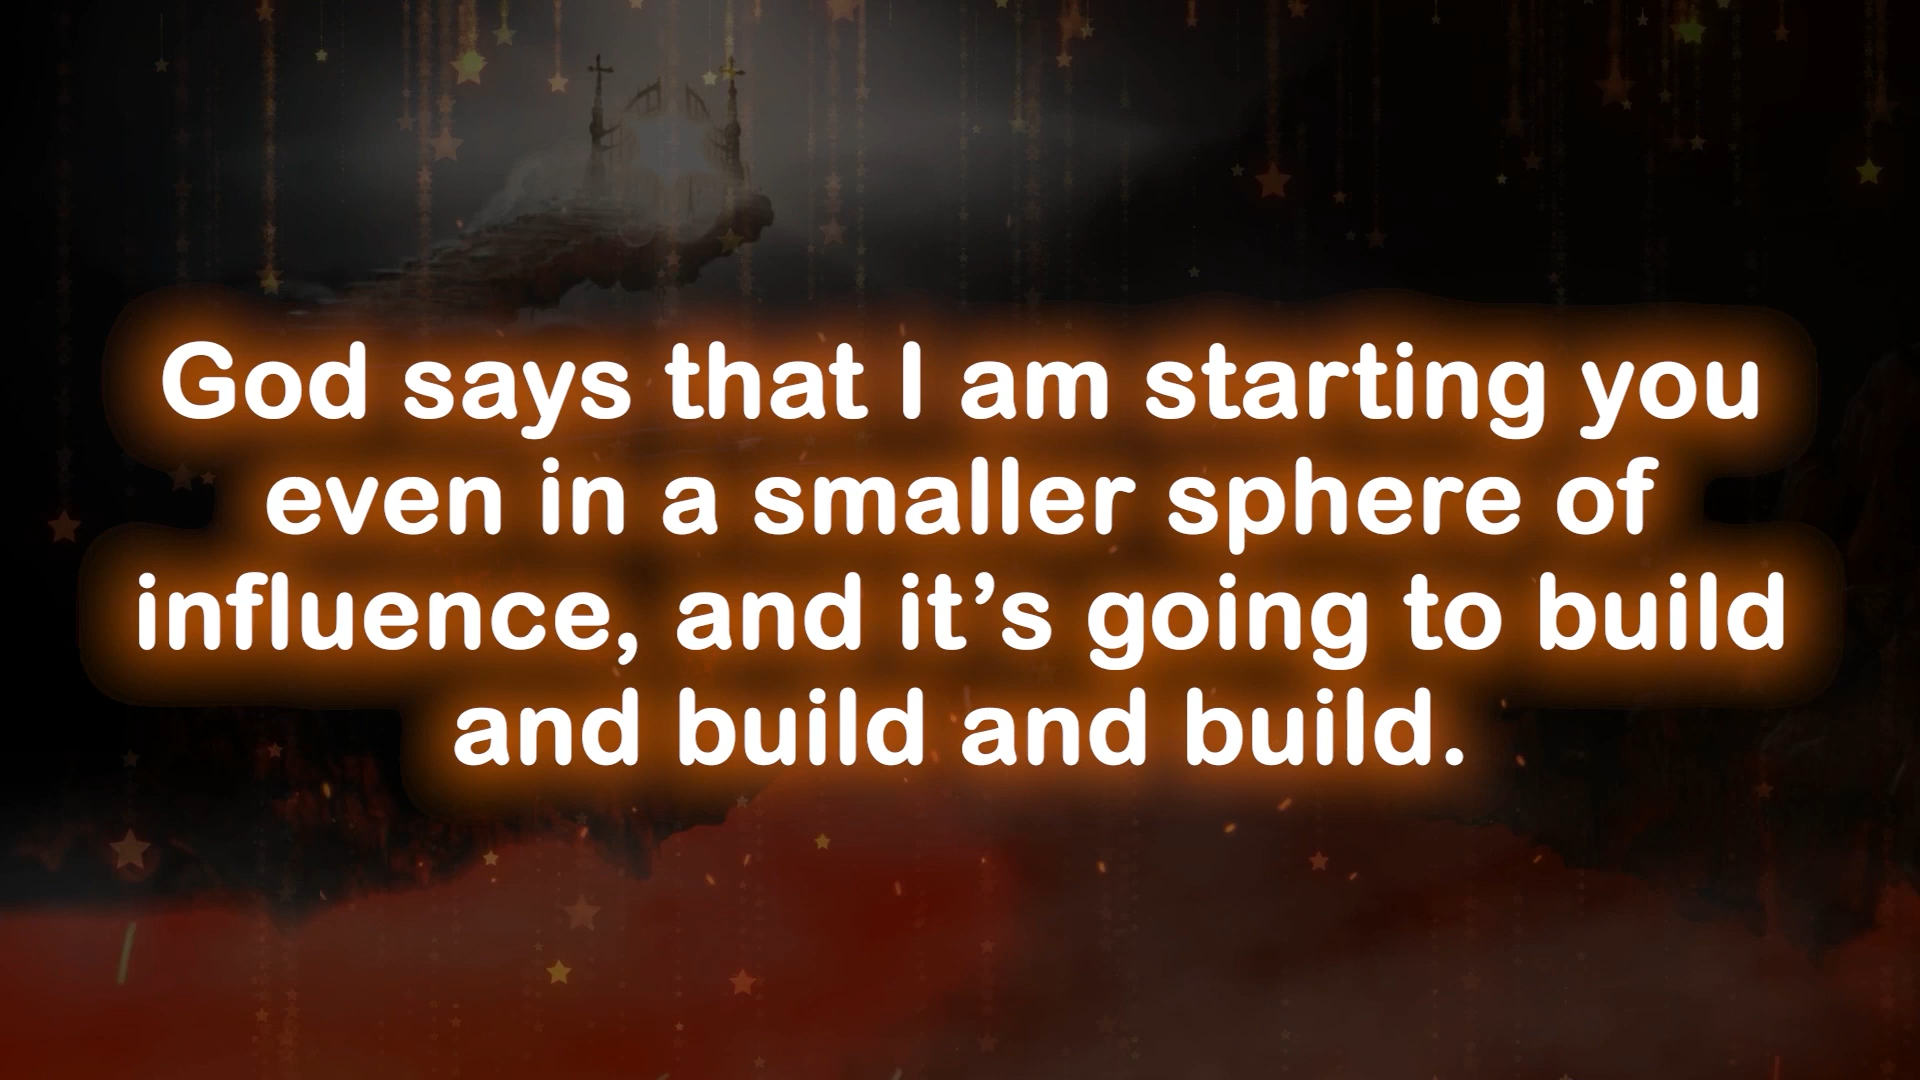 God says that I am starting you
even in a smaller sphere of
influence, and it’s going to build
and build and build.